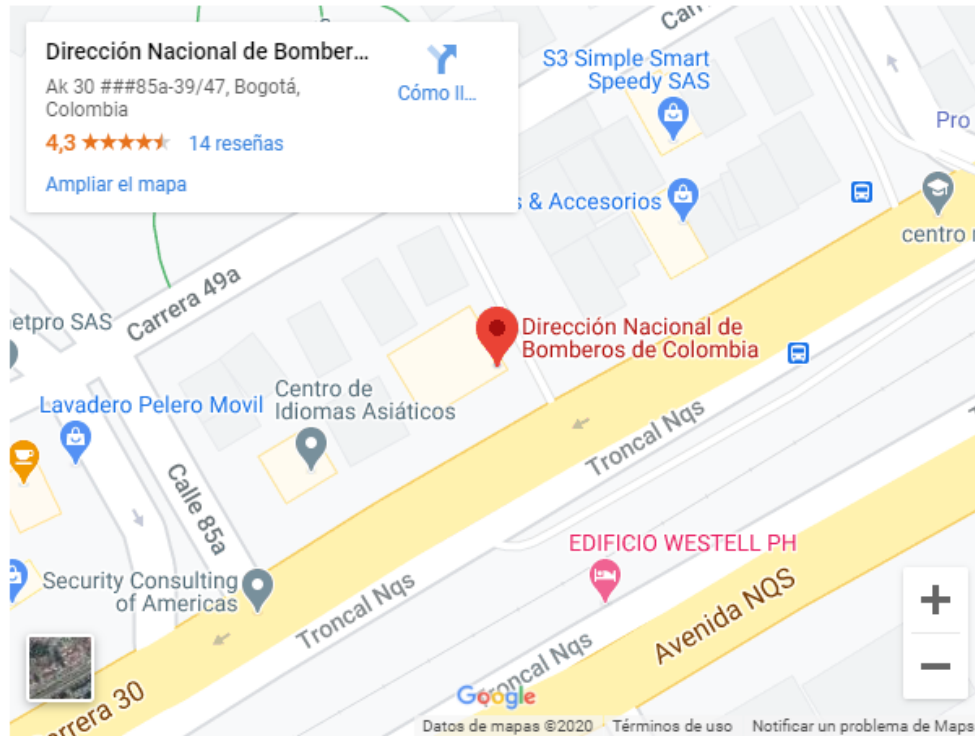 Dirección Nacional de Bomber...
Ak 30 ###85a-39/47, Bogotá,
Colombia
4,3
14 reseñas
Ampliar el mapa
Cómo ll...
S3 Simple Smart
Speedy SAS
Pro
& Accesorios
centro
Carrera 49a
etpro SAS
Dirección Nacional de
Bomberos de Colombia
Centro de
Idiomas Asiáticos
Lavadero Pelero Movil
Troncal Nqs
Calle 85a
EDIFICIO WESTELL PH
Security Consulting
of Americas
Troncal Nqs
Avenida NQS
roncal Nqs
arrera 30
Google
Datos de mapas ©2020
Términos de uso
Notificar un problema de Maps